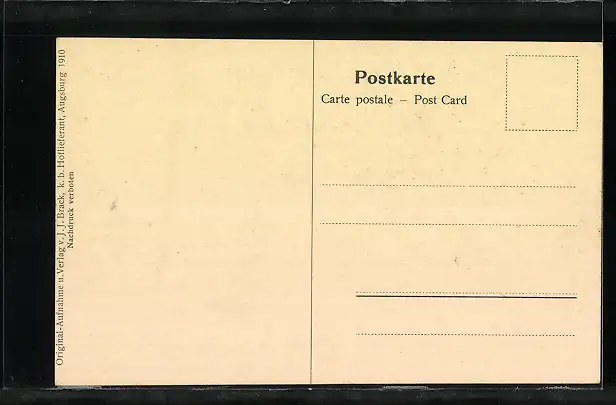 Original-Aufnahme u. Verlag v. J. J. Brack, k. b. Hoflieferant, Augsburg 1910
Nachdruck verboten
Postkarte
Carte postale – Post Card